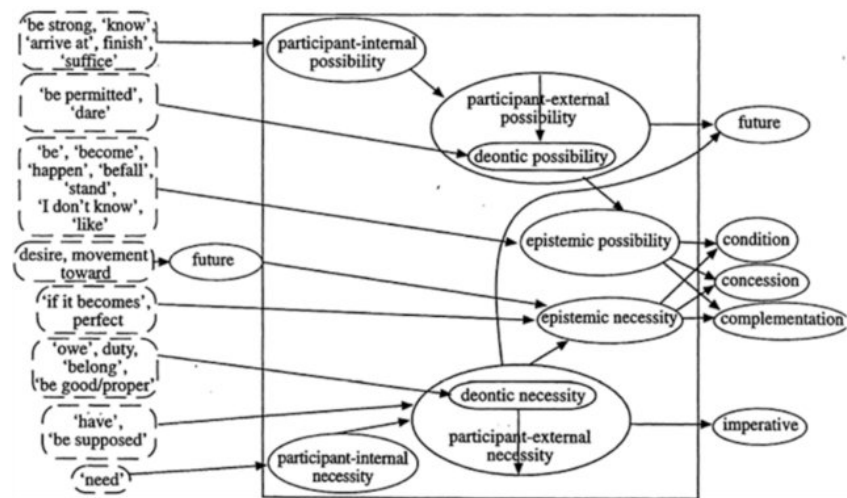 'be strong, 'know'
'arrive at', finish',
'suffice'
participant-internal
possibility
'be permitted',
'dare'
participant-external
possibility
deontic possibility
future
'be', 'become',
'happen', 'befall',
'stand',
'I don't know',
'like'
epistemic possibility
condition
desire, movement
toward
future
concession
'if it becomes',
perfect
epistemic necessity
complementation
'owe', duty,
'belong',
'be good/proper'
deontic necessity
participant-external
necessity
imperative
'have',
'be supposed'
participant-internal
necessity
'need'